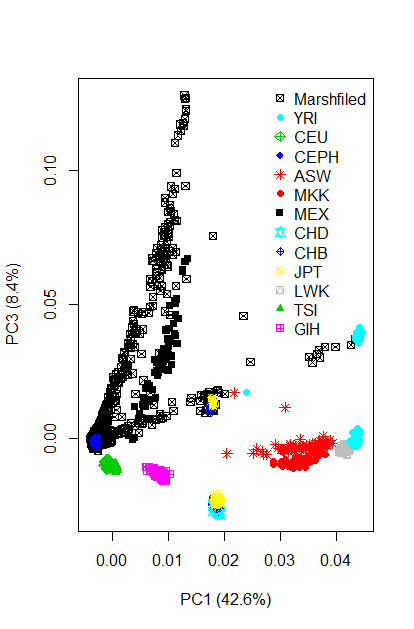 Marshfiled
YRI
CEU
CEPH
ASW
MKK
MEX
CHD
CHB
JPT
LWK
TSI
GIH
0.10
0.05
0.00
PC3 (8.4%)
0.00 0.01 0.02 0.03 0.04
PC1 (42.6%)